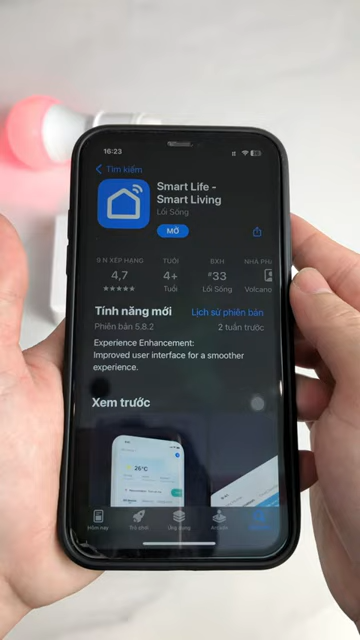 16:23
Tìm kiếm
Smart Life -
Smart Living
Lối Sống
MỞ
9 N XẾP HẠNG TUỔI BXH NHÀ PH
4,7 4+ #33
Tuổi Lối Sống Volcano
Tính năng mới Lịch sử phiên bản
Phiên bản 5.8.2 2 tuần trước
Experience Enhancement:
Improved user interface for a smoother
experience.
Xem trước
26°C
Hôm nay Trò chơi Ứng dụng Arcade